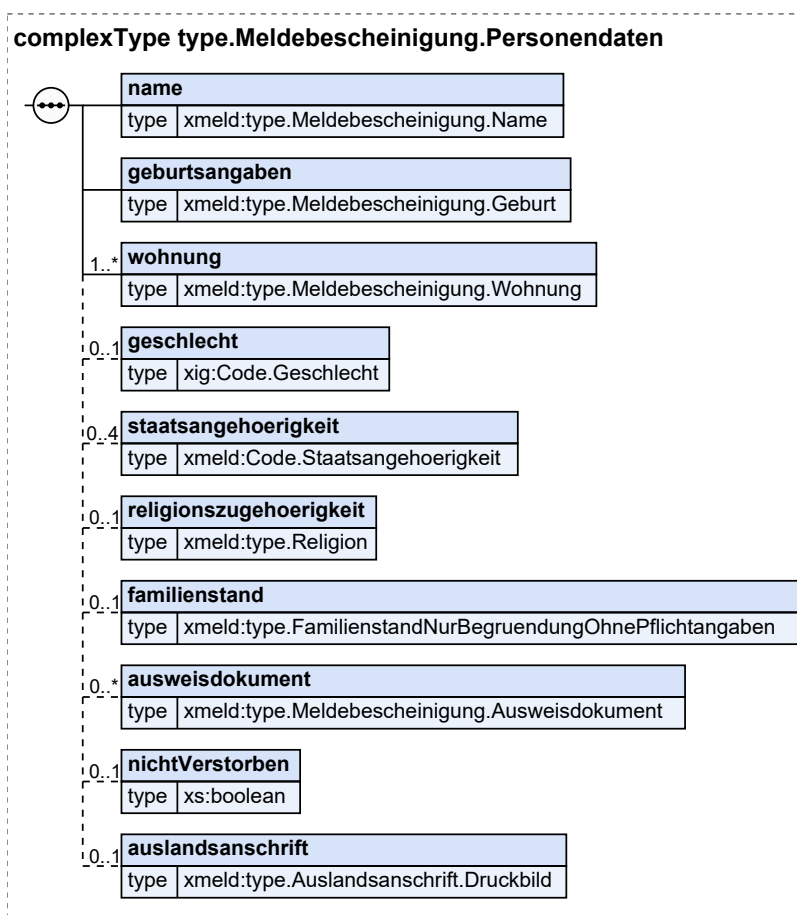 complexType type.Meldebescheinigung.Personendaten
name
type xmeld:type.Meldebescheinigung.Name
geburtsangaben
type xmeld:type.Meldebescheinigung.Geburt
1..* wohnung
type xmeld:type.Meldebescheinigung.Wohnung
0..1 geschlecht
type xig:Code.Geschlecht
0..4 staatsangehoerigkeit
type xmeld:Code.Staatsangehoerigkeit
0..1 religionszugehoerigkeit
type xmeld:type.Religion
0..1 familienstand
type xmeld:type.FamilienstandNurBegruendungOhnePflichtangaben
0..* ausweisdokument
type xmeld:type.Meldebescheinigung.Ausweisdokument
0..1 nichtVerstorben
type xs:boolean
0..1 auslandsanschrift
type xmeld:type.Auslandsanschrift.Druckbild